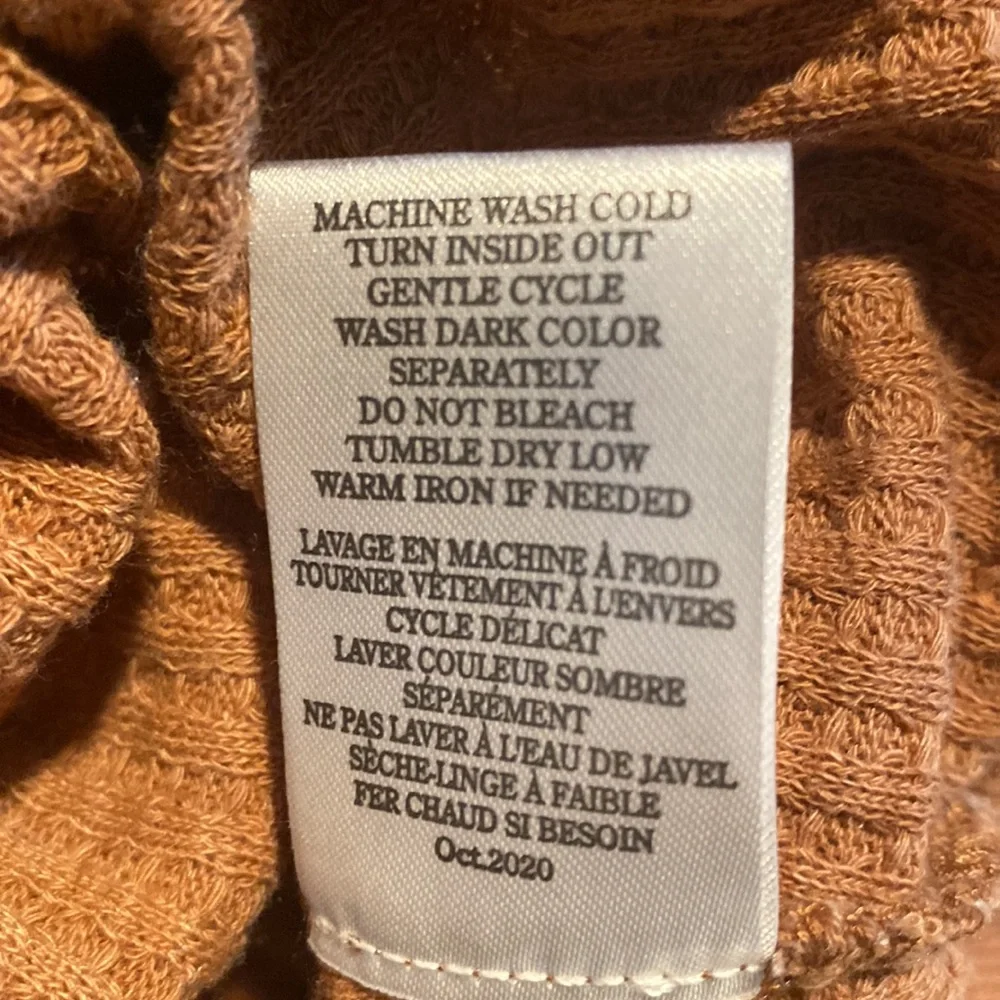 MACHINE WASH COLD
TURN INSIDE OUT
GENTLE CYCLE
WASH DARK COLOR
SEPARATELY
DO NOT BLEACH
TUMBLE DRY LOW
WARM IRON IF NEEDED
LAVAGE EN MACHINE À FROID
TOURNER VÊTEMENT À L'ENVERS
CYCLE DÉLICAT
LAVER COULEUR SOMBRE
SÉPARÉMENT
NE PAS LAVER À L'EAU DE JAVEL
SÈCHE-LINGE À FAIBLE
FER CHAUD SI BESOIN
Oct.2020